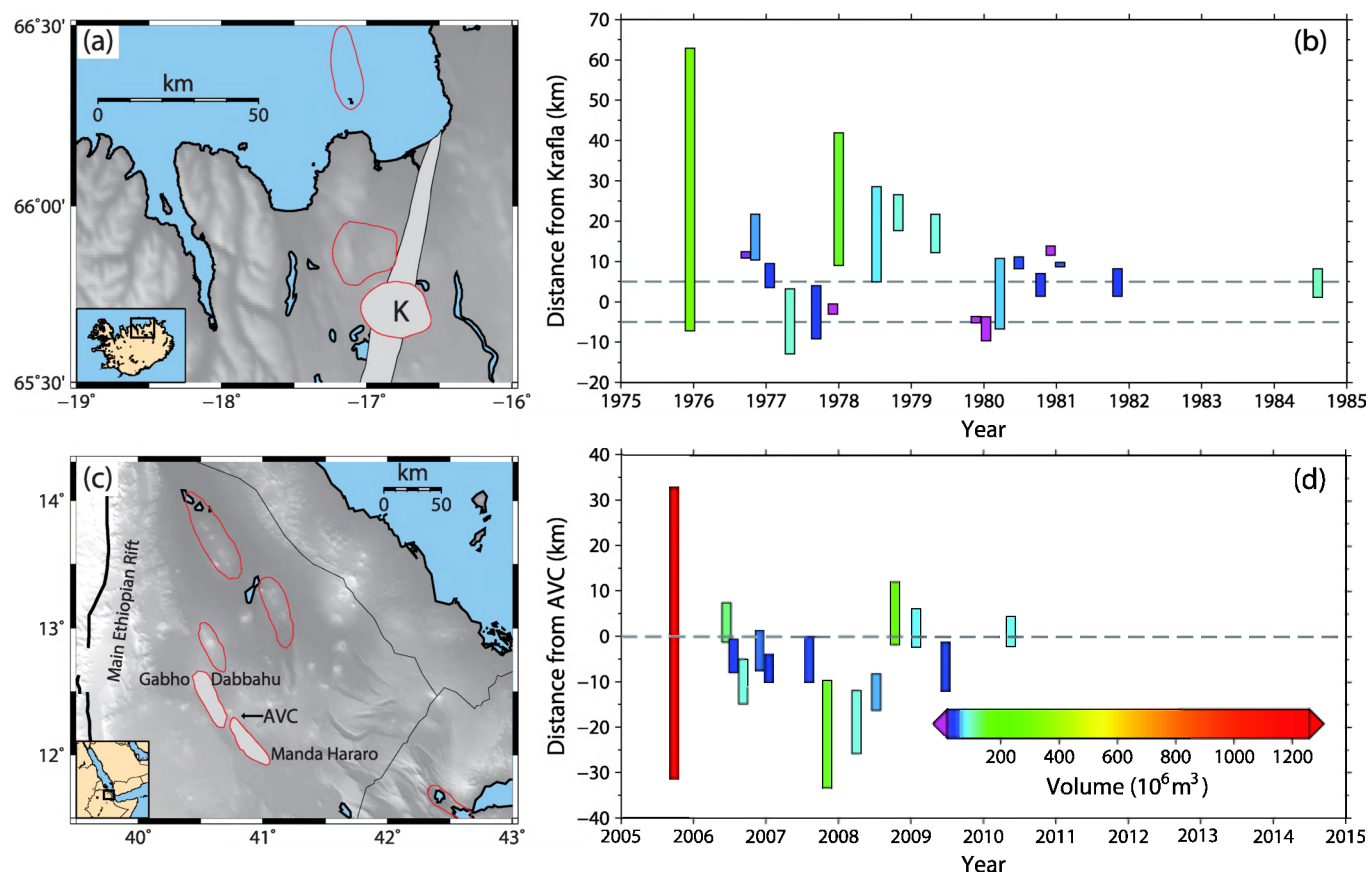 (a)
66°30'
66°00'
65°30'
km
0 50
K
−19° −18° −17° −16°
(b)
Distance from Krafla (km)
70
60
50
40
30
20
10
0
−10
−20
1975 1976 1977 1978 1979 1980 1981 1982 1983 1984 1985
Year
(c)
14°
13°
12°
km
0 50
Main Ethiopian Rift
Gabho Dabbahu
AVC
Manda Hararo
40° 41° 42° 43°
(d)
Distance from AVC (km)
40
30
20
10
0
−10
−20
−30
−40
200 400 600 800 1000 1200
Volume (10⁶ m³)
2005 2006 2007 2008 2009 2010 2011 2012 2013 2014 2015
Year